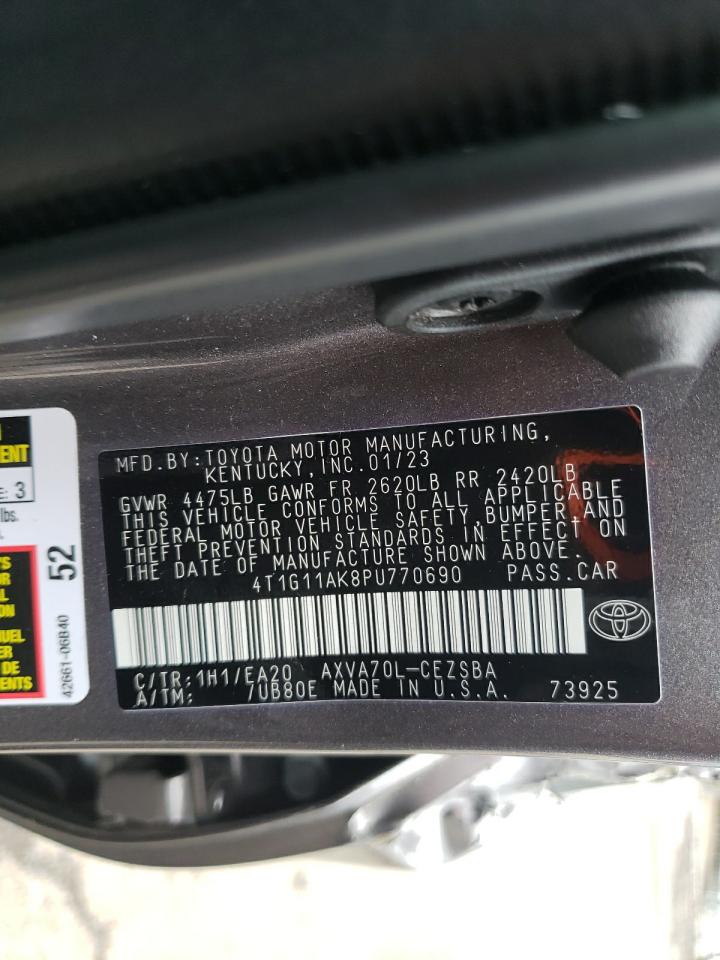 MFD.BY:TOYOTA MOTOR MANUFACTURING,
KENTUCKY,INC.01/23
GVWR 4475LB GAWR FR 2620LB RR 2420LB
THIS VEHICLE CONFORMS TO ALL APPLICABLE
FEDERAL MOTOR VEHICLE SAFETY,BUMPER,AND
THEFT PREVENTION STANDARDS IN EFFECT ON
THE DATE OF MANUFACTURE SHOWN ABOVE.
4T1G11AK8PU770690 PASS.CAR
C/TR:1H1/EA20 AXVA70L-CEZSBA
A/TM: 7UB80E MADE IN U.S.A. 73925
: 3
lbs.
52
42661-06B40